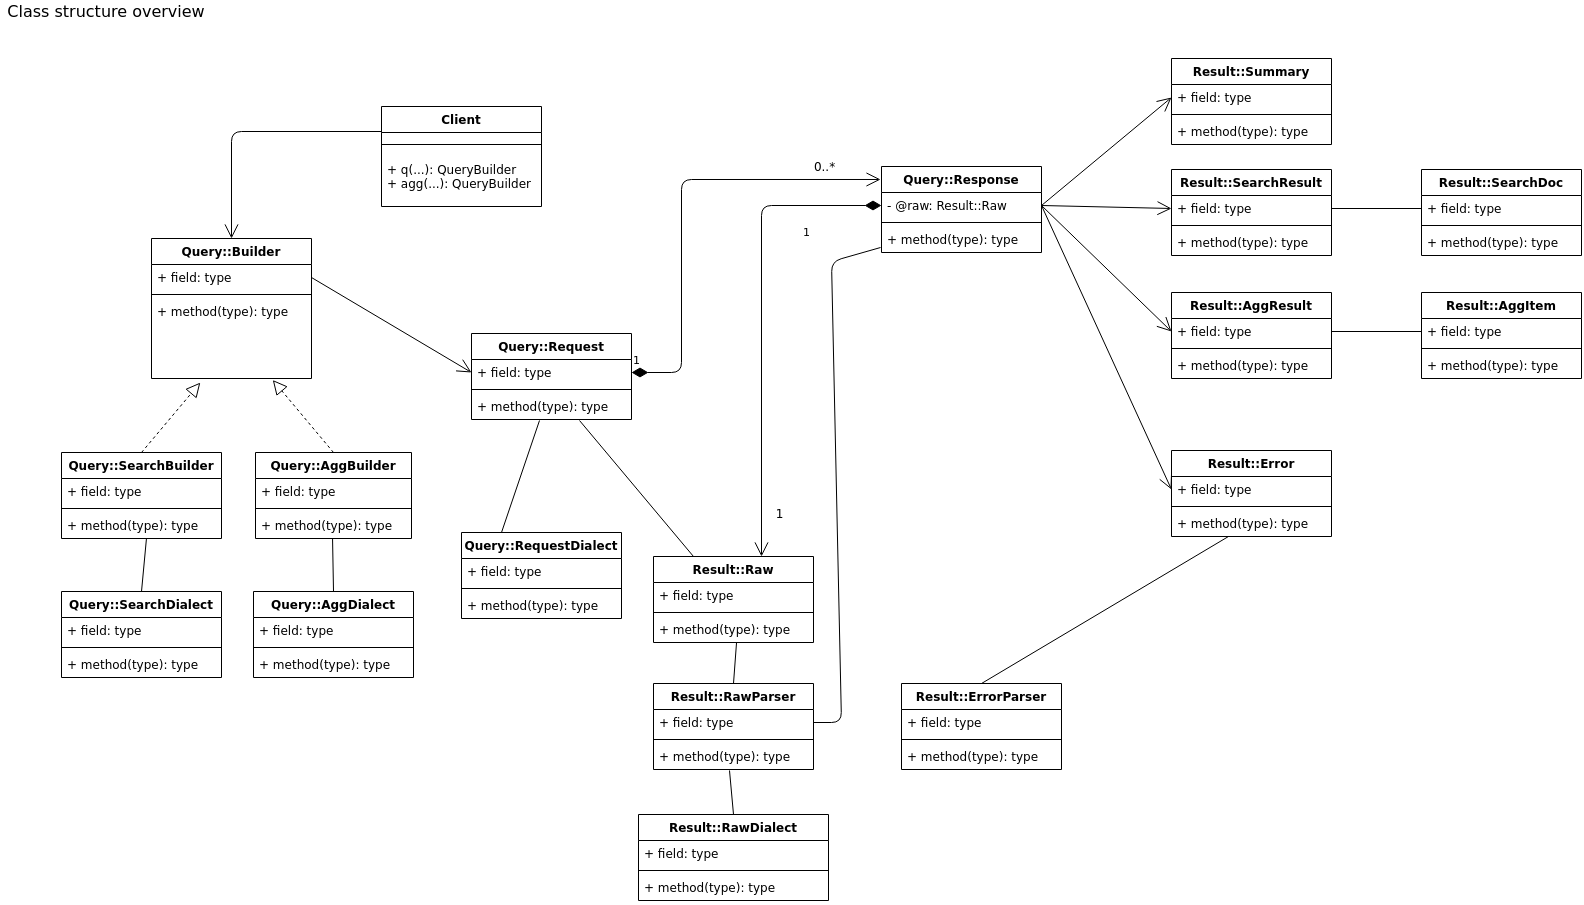 Class structure overview
Client
+ q(...): QueryBuilder
+ agg(...): QueryBuilder
Query::Builder
+ field: type
+ method(type): type
Query::SearchBuilder
+ field: type
+ method(type): type
Query::AggBuilder
+ field: type
+ method(type): type
Query::SearchDialect
+ field: type
+ method(type): type
Query::AggDialect
+ field: type
+ method(type): type
Query::Request
+ field: type
+ method(type): type
1
0..*
Query::RequestDialect
+ field: type
+ method(type): type
Query::Response
- @raw: Result::Raw
+ method(type): type
1
1
Result::Raw
+ field: type
+ method(type): type
Result::RawParser
+ field: type
+ method(type): type
Result::RawDialect
+ field: type
+ method(type): type
Result::Summary
+ field: type
+ method(type): type
Result::SearchResult
+ field: type
+ method(type): type
Result::SearchDoc
+ field: type
+ method(type): type
Result::AggResult
+ field: type
+ method(type): type
Result::AggItem
+ field: type
+ method(type): type
Result::Error
+ field: type
+ method(type): type
Result::ErrorParser
+ field: type
+ method(type): type